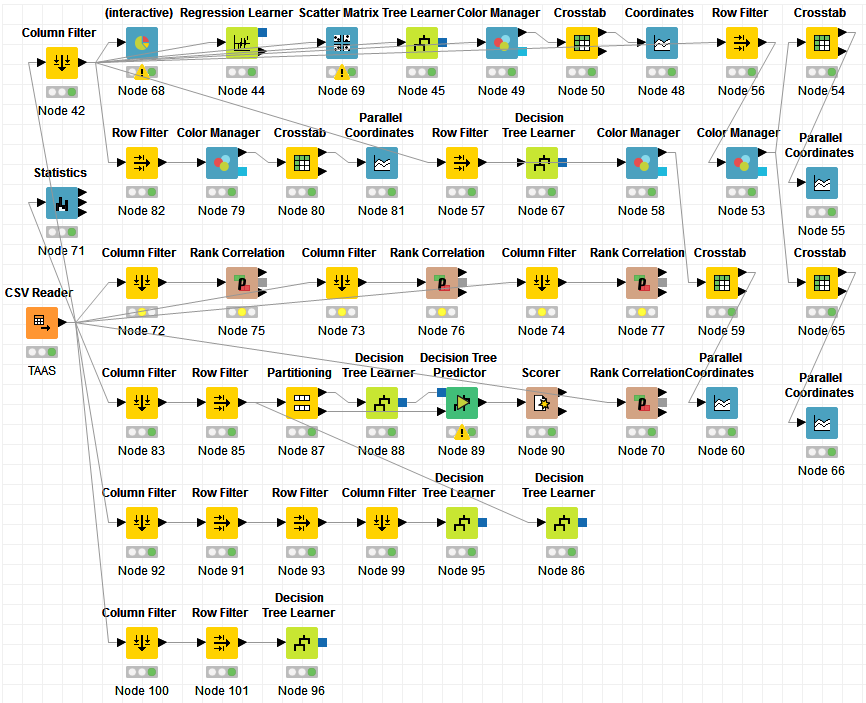 Column Filter
(interactive)
Regression Learner
Scatter Matrix
Tree Learner
Color Manager
Crosstab
Coordinates
Row Filter
Crosstab
Node 42
Node 68
Node 44
Node 69
Node 45
Node 49
Node 50
Node 48
Node 56
Node 54
Row Filter
Color Manager
Crosstab
Parallel
Coordinates
Row Filter
Decision
Tree Learner
Color Manager
Color Manager
Parallel
Coordinates
Statistics
Node 71
Node 82
Node 79
Node 80
Node 81
Node 57
Node 67
Node 58
Node 53
Node 55
Column Filter
Rank Correlation
Column Filter
Rank Correlation
Column Filter
Rank Correlation
Crosstab
Crosstab
CSV Reader
TAAS
Node 72
Node 75
Node 73
Node 76
Node 74
Node 77
Node 59
Node 65
Column Filter
Row Filter
Partitioning
Decision
Tree Learner
Decision Tree
Predictor
Scorer
Rank Correlation
Parallel
Coordinates
Parallel
Coordinates
Node 83
Node 85
Node 87
Node 88
Node 89
Node 90
Node 70
Node 60
Node 66
Column Filter
Row Filter
Row Filter
Column Filter
Decision
Tree Learner
Decision
Tree Learner
Node 92
Node 91
Node 93
Node 99
Node 95
Node 86
Column Filter
Row Filter
Decision
Tree Learner
Node 100
Node 101
Node 96